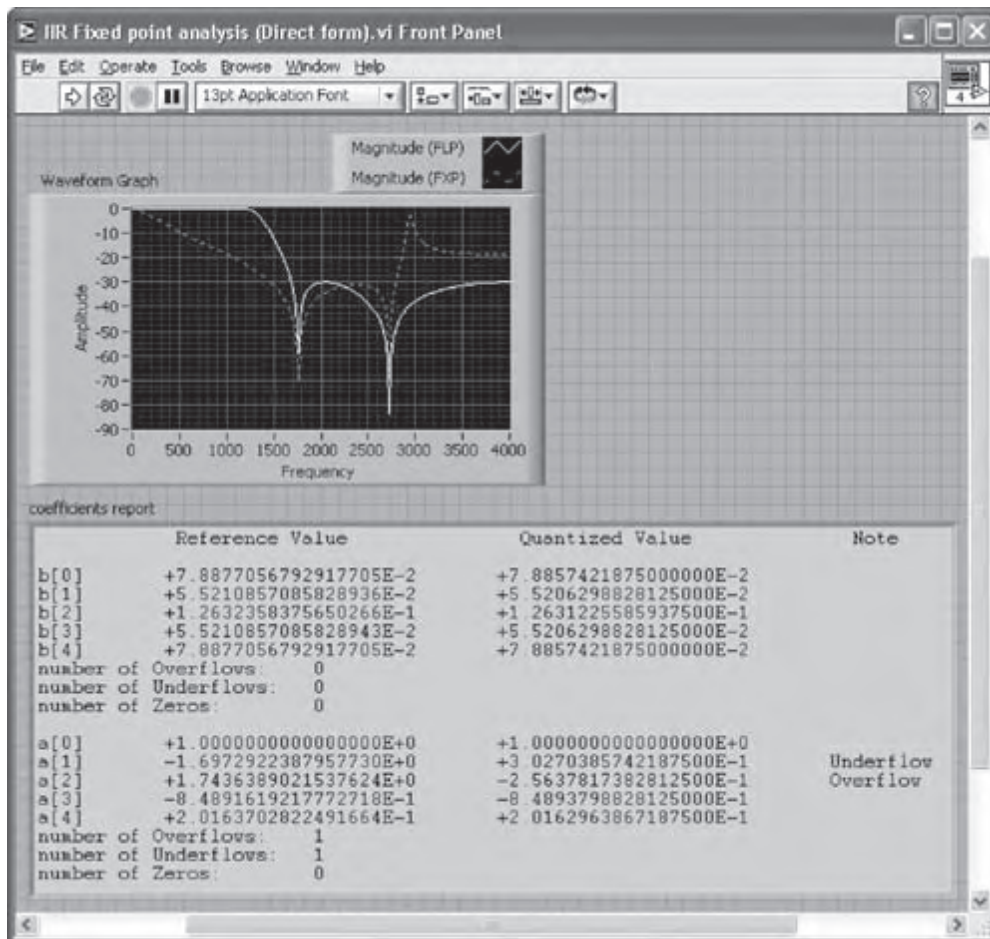 IIR Fixed point analysis (Direct form).vi Front Panel
File Edit Operate Tools Browse Window Help
13pt Application Font
4
Magnitude (FLP)
Magnitude (FXP)
Waveform Graph
0
-10
-20
-30
-40
-50
-60
-70
-80
-90
Amplitude
0 500 1000 1500 2000 2500 3000 3500 4000
Frequency
coefficients report
Reference Value Quantized Value Note
b[0] +7.8877056792917705E-2 +7.8857421875000000E-2
b[1] +5.5210857085828936E-2 +5.5206298828125000E-2
b[2] +1.2632358375650266E-1 +1.2631225585937500E-1
b[3] +5.5210857085828943E-2 +5.5206298828125000E-2
b[4] +7.8877056792917705E-2 +7.8857421875000000E-2
number of Overflows: 0
number of Underflows: 0
number of Zeros: 0
a[0] +1.0000000000000000E+0 +1.0000000000000000E+0
a[1] -1.6972922387957730E+0 +3.0270385742187500E-1 Underflow
a[2] +1.7436389021537624E+0 -2.5637817382812500E-1 Overflow
a[3] -8.4891619217772718E-1 -8.4893798828125000E-1
a[4] +2.0163702822491664E-1 +2.0162963867187500E-1
number of Overflows: 1
number of Underflows: 1
number of Zeros: 0